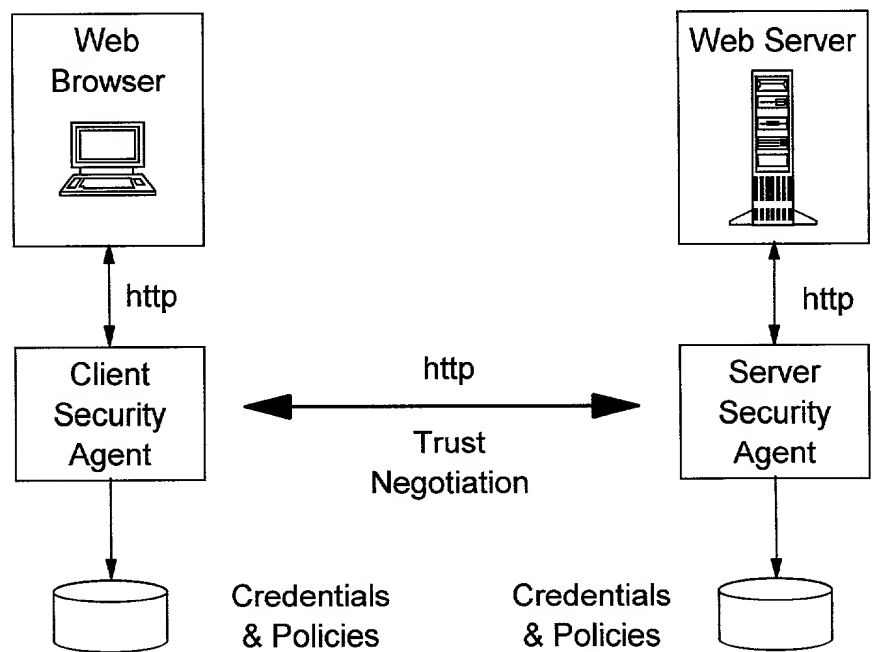 Web
Browser
Web Server
http
http
Client
Security
Agent
http
Trust
Negotiation
Server
Security
Agent
Credentials
& Policies
Credentials
& Policies